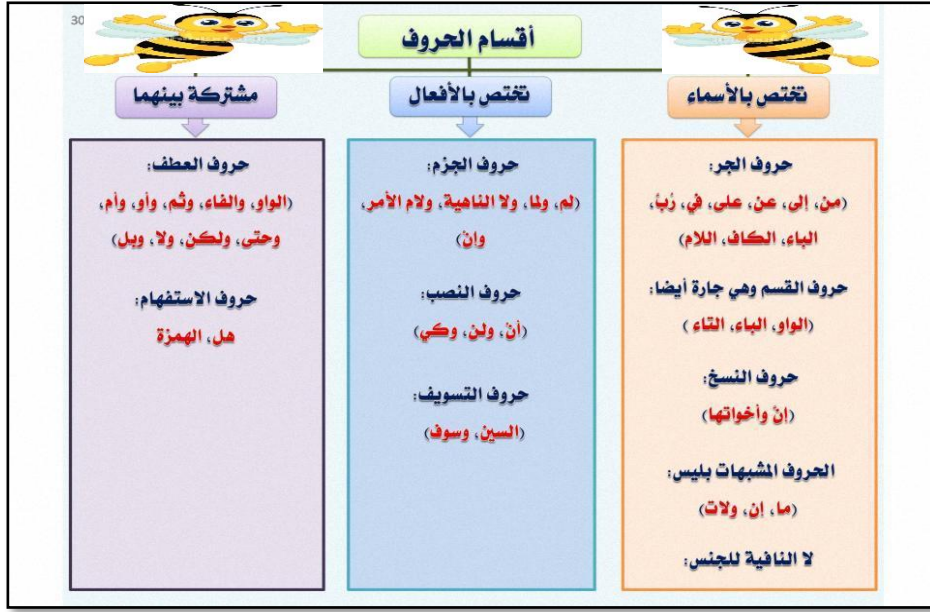 30
أقسام الحروف
تختص بالأسماء
حروف الجر:
(من، إلى، عن، على، في، رُبَّ،
الباء، الكاف، اللام)
حروف القسم وهي جارة أيضا:
(الواو، الباء، التاء )
حروف النسخ:
(إنّ وأخواتها)
الحروف المشبهات بليس:
(ما، إن، ولات)
لا النافية للجنس:
تختص بالأفعال
حروف الجزم:
(لم، ولما، ولا الناهية، ولام الأمر،
وإنْ)
حروف النصب:
(أنْ، ولن، وكي)
حروف التسويف:
(السين، وسوف)
مشتركة بينهما
حروف العطف:
(الواو، والفاء، وثم، وأو، وأم،
وحتى، ولكن، ولا، وبل)
حروف الاستفهام:
هل، الهمزة